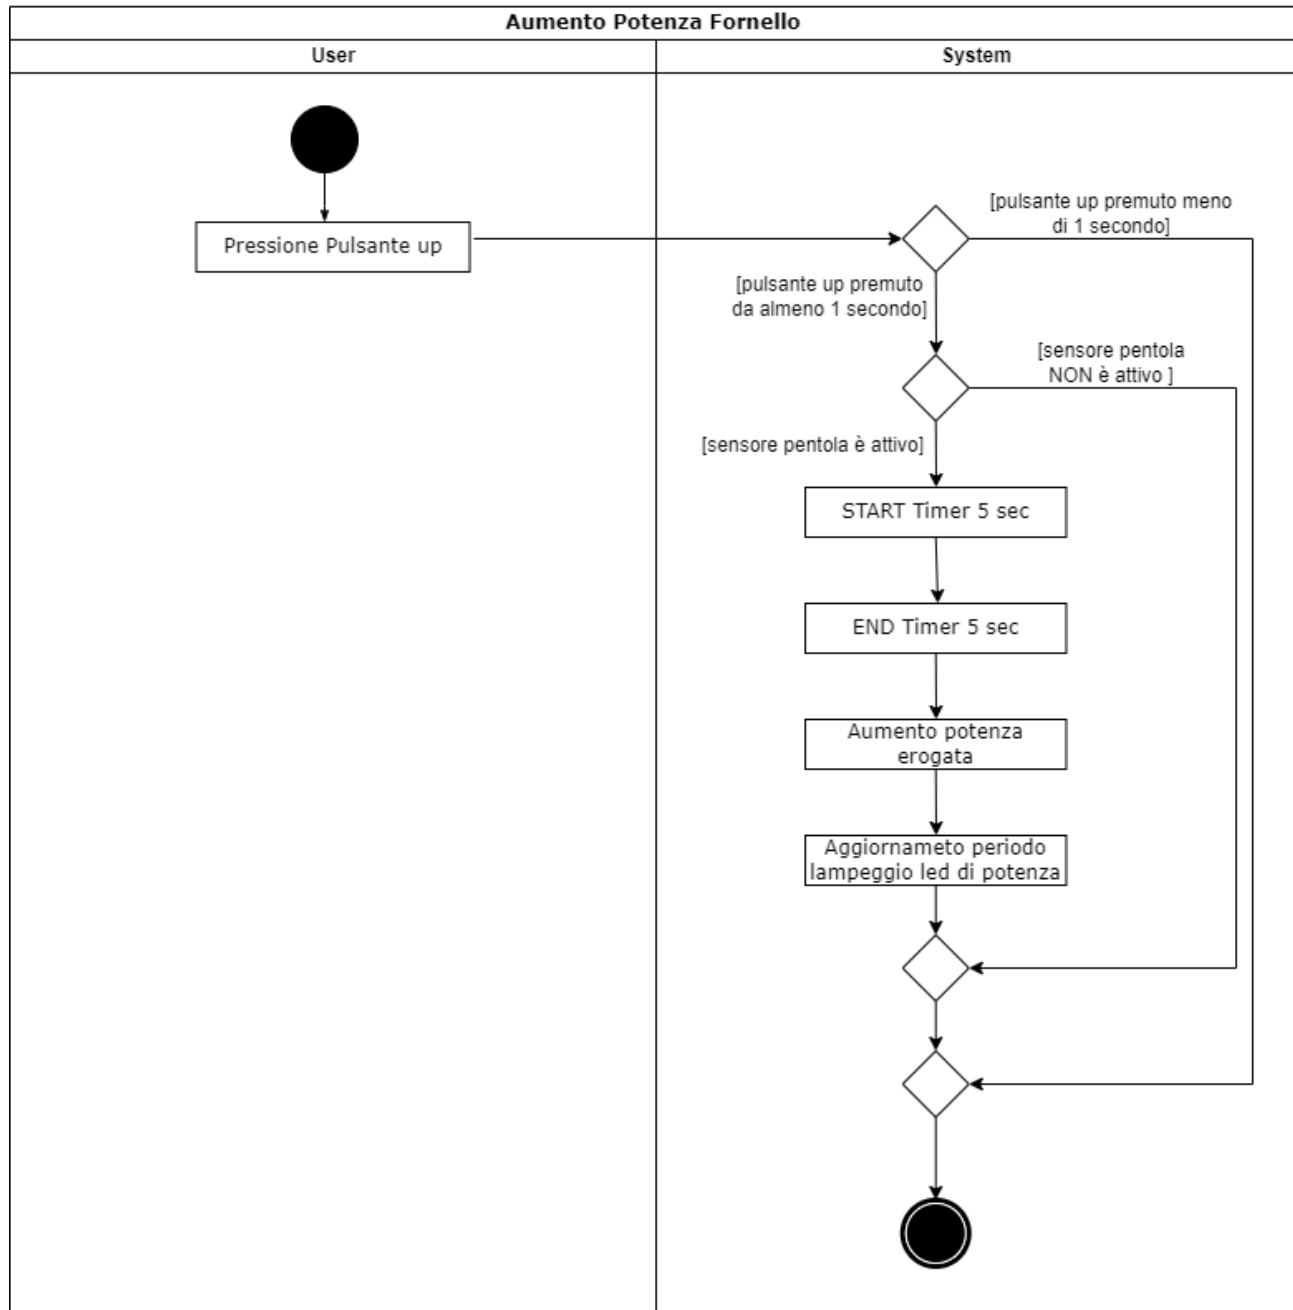 Aumento Potenza Fornello
User
System
Pressione Pulsante up
[pulsante up premuto meno
di 1 secondo]
[pulsante up premuto
da almeno 1 secondo]
[sensore pentola
NON è attivo ]
[sensore pentola è attivo]
START Timer 5 sec
END Timer 5 sec
Aumento potenza
erogata
Aggiornameto periodo
lampeggio led di potenza